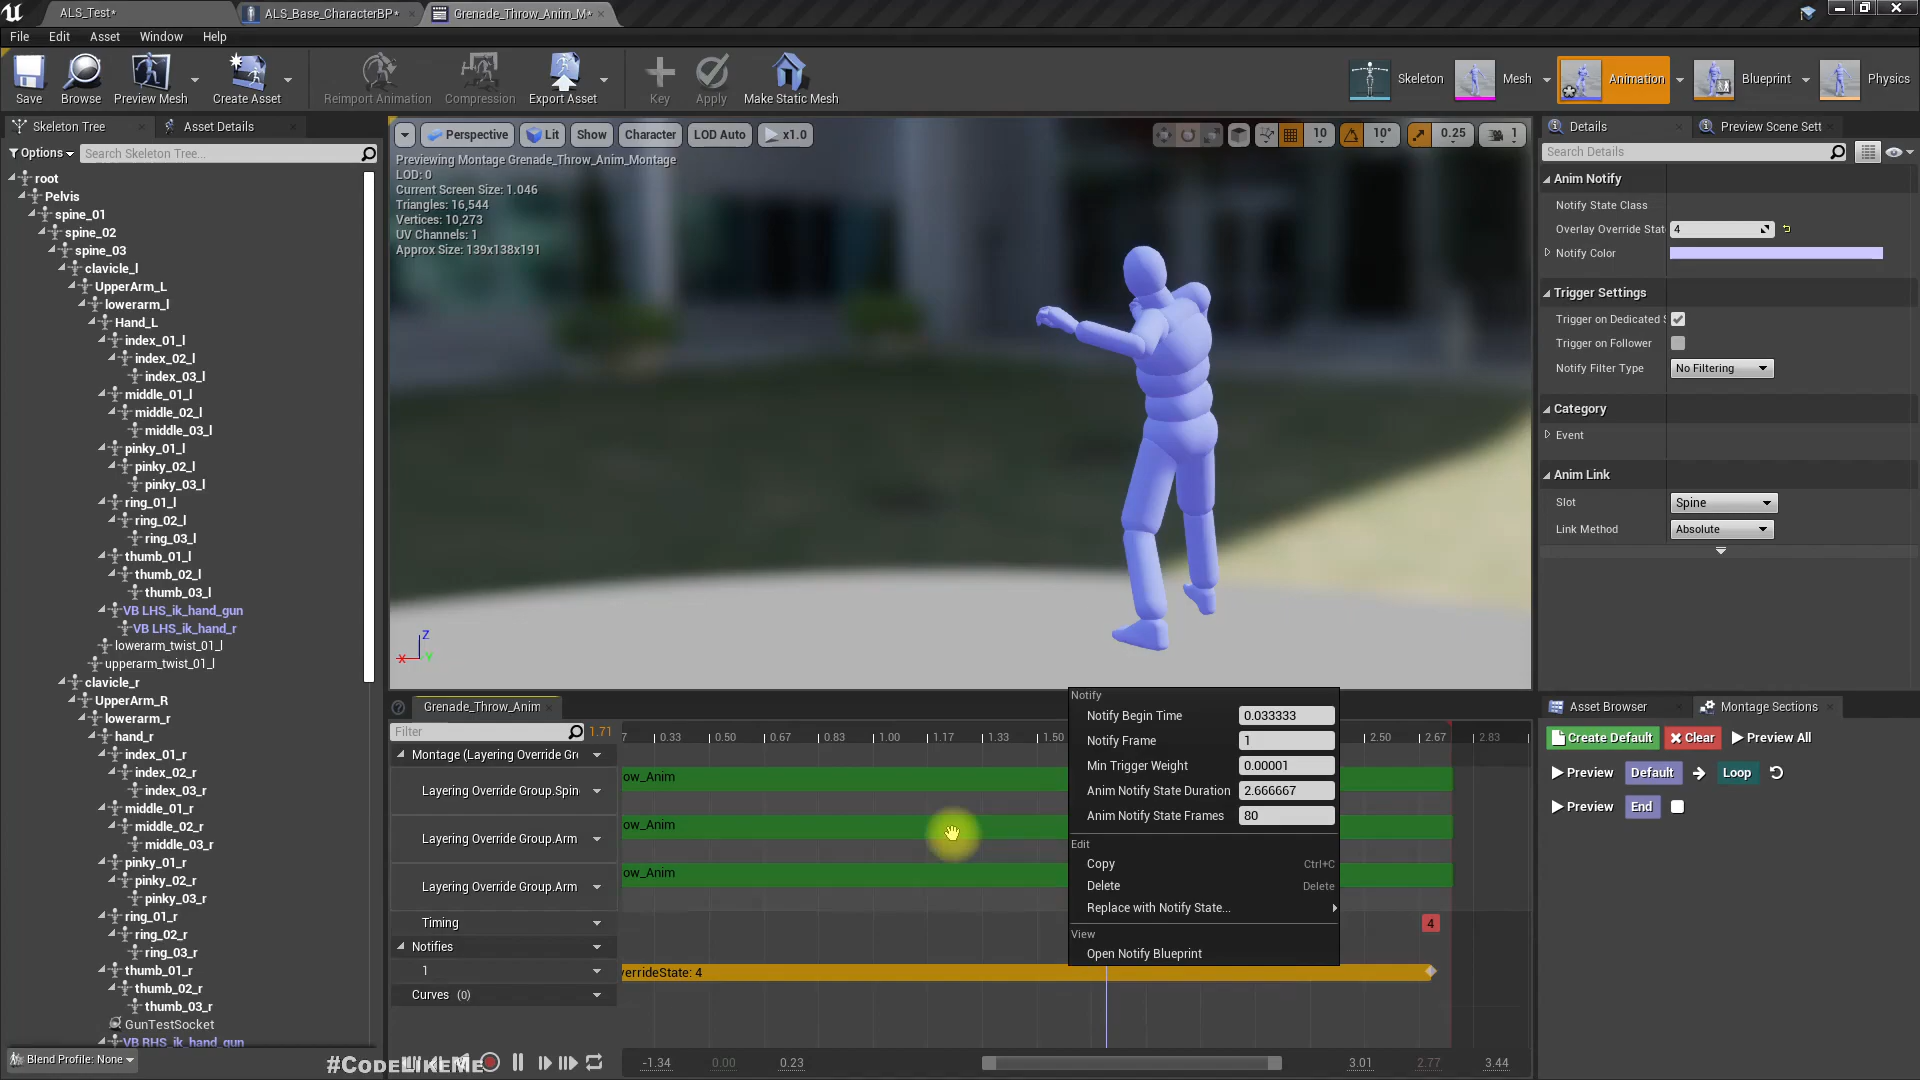 ALS_Test*
ALS_Base_CharacterBP*
Grenade_Throw_Anim_M*
File
Edit
Asset
Window
Help
Save
Browse
Preview Mesh
Create Asset
Reimport Animation
Compression
Export Asset
Key
Apply
Make Static Mesh
Skeleton
Mesh
Animation
Blueprint
Physics
Skeleton Tree
Asset Details
Options
Search Skeleton Tree...
root
Pelvis
spine_01
spine_02
spine_03
clavicle_l
UpperArm_L
lowerarm_l
Hand_L
index_01_l
index_02_l
index_03_l
middle_01_l
middle_02_l
middle_03_l
pinky_01_l
pinky_02_l
pinky_03_l
ring_01_l
ring_02_l
ring_03_l
thumb_01_l
thumb_02_l
thumb_03_l
VB LHS_ik_hand_gun
VB LHS_ik_hand_r
lowerarm_twist_01_l
upperarm_twist_01_l
clavicle_r
UpperArm_R
lowerarm_r
hand_r
index_01_r
index_02_r
index_03_r
middle_01_r
middle_02_r
middle_03_r
pinky_01_r
pinky_02_r
pinky_03_r
ring_01_r
ring_02_r
ring_03_r
thumb_01_r
thumb_02_r
thumb_03_r
GunTestSocket
VB RHS_ik_hand_gun
Blend Profile: None
Perspective
Lit
Show
Character
LOD Auto
x1.0
10
10°
0.25
1
Previewing Montage Grenade_Throw_Anim_Montage
LOD: 0
Current Screen Size: 1.046
Triangles: 16,544
Vertices: 10,273
UV Channels: 1
Approx Size: 139x138x191
Z
X
Y
Grenade_Throw_Anim
Filter
1.71
7 0.33 0.50 0.67 0.83 1.00 1.17 1.33 1.50 2.50 2.67 2.83
Montage (Layering Override Gr
Layering Override Group.Spin
ow_Anim
Layering Override Group.Arm
ow_Anim
Layering Override Group.Arm
ow_Anim
Timing
4
Notifies
1
verrideState: 4
Curves (0)
#CodeLikeMe
-1.34
0.00
0.23
3.01
2.77
3.44
Notify
Notify Begin Time 0.033333
Notify Frame 1
Min Trigger Weight 0.00001
Anim Notify State Duration 2.666667
Anim Notify State Frames 80
Edit
Copy Ctrl+C
Delete Delete
Replace with Notify State...
View
Open Notify Blueprint
Details
Preview Scene Sett
Search Details
Anim Notify
Notify State Class
Overlay Override Stat 4
Notify Color
Trigger Settings
Trigger on Dedicated S
Trigger on Follower
Notify Filter Type No Filtering
Category
Event
Anim Link
Slot Spine
Link Method Absolute
Asset Browser
Montage Sections
Create Default
Clear
Preview All
Preview Default Loop
Preview End